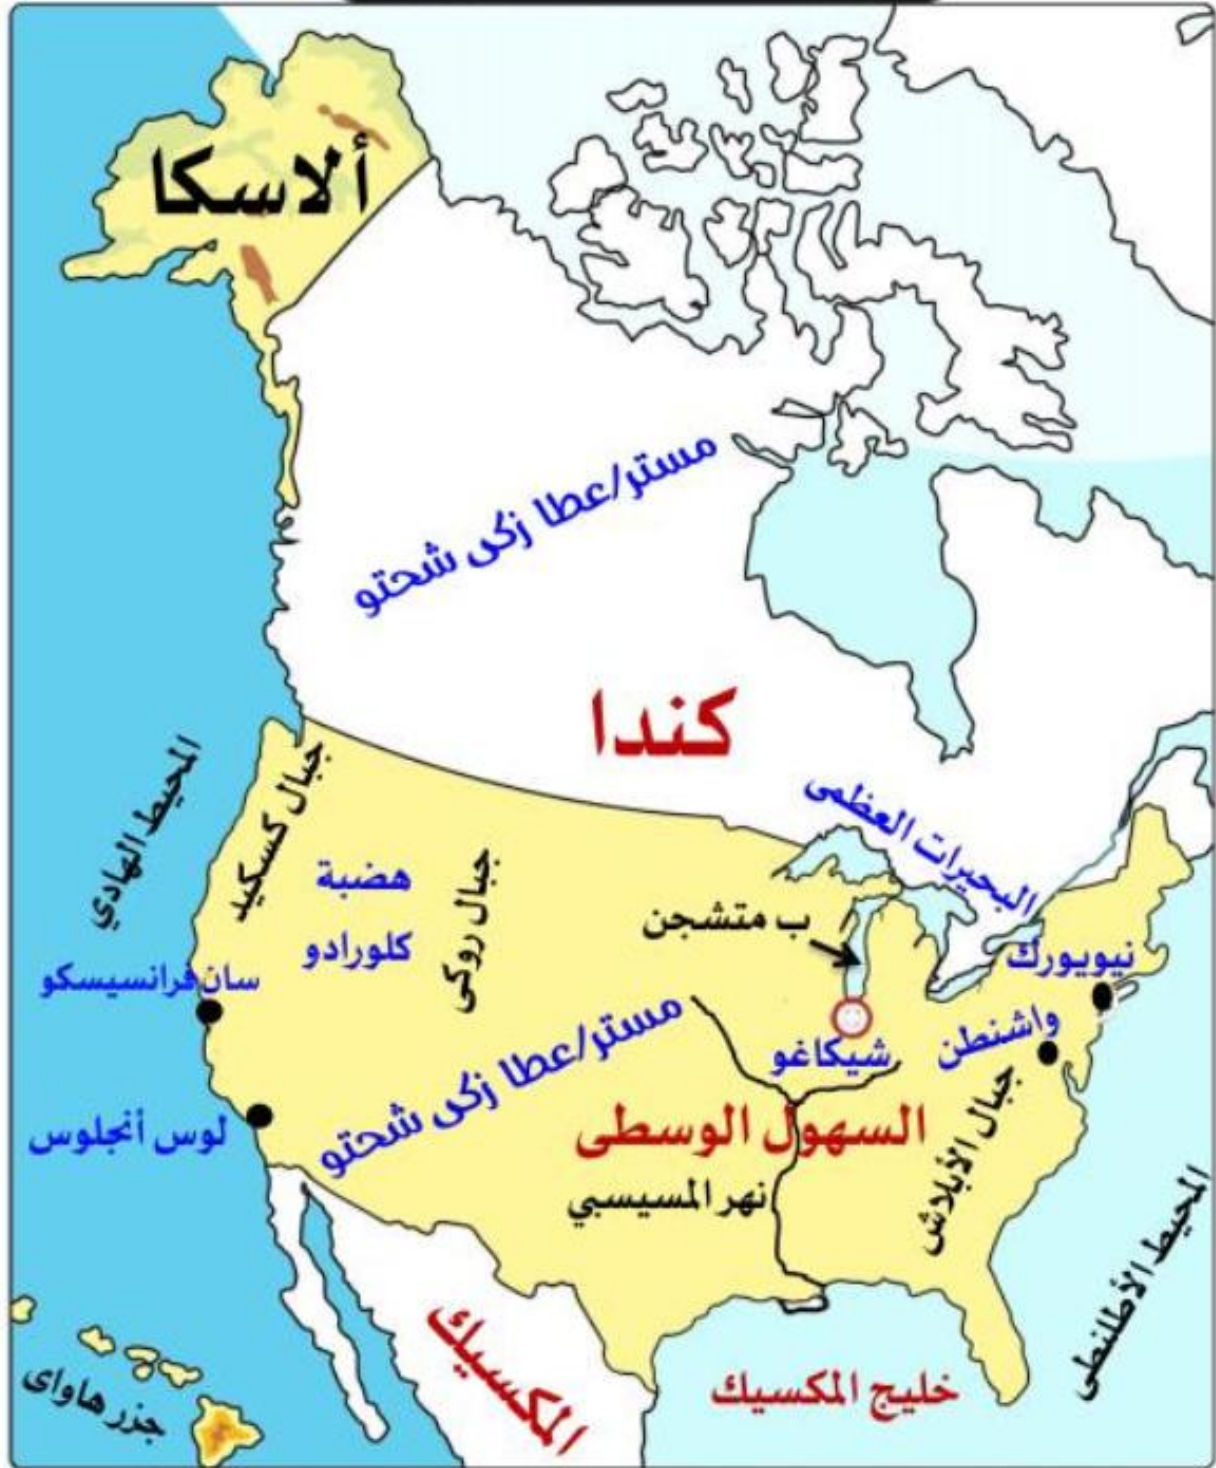 ألاسكا
مستر/عطا زكى شحتو
كندا
المحيط الهادي
جبال كسكيد
هضبة
كلورادو
جبال روكى
البحيرات العظمى
ب متشجن
نيويورك
سان فرانسيسكو
شيكاغو
واشنطن
مستر/عطا زكى شحتو
لوس أنجلوس
السهول الوسطى
نهر المسيسبي
جبال الأبلاش
المحيط الأطلنطى
المكسيك
خليج المكسيك
جزر هاواى